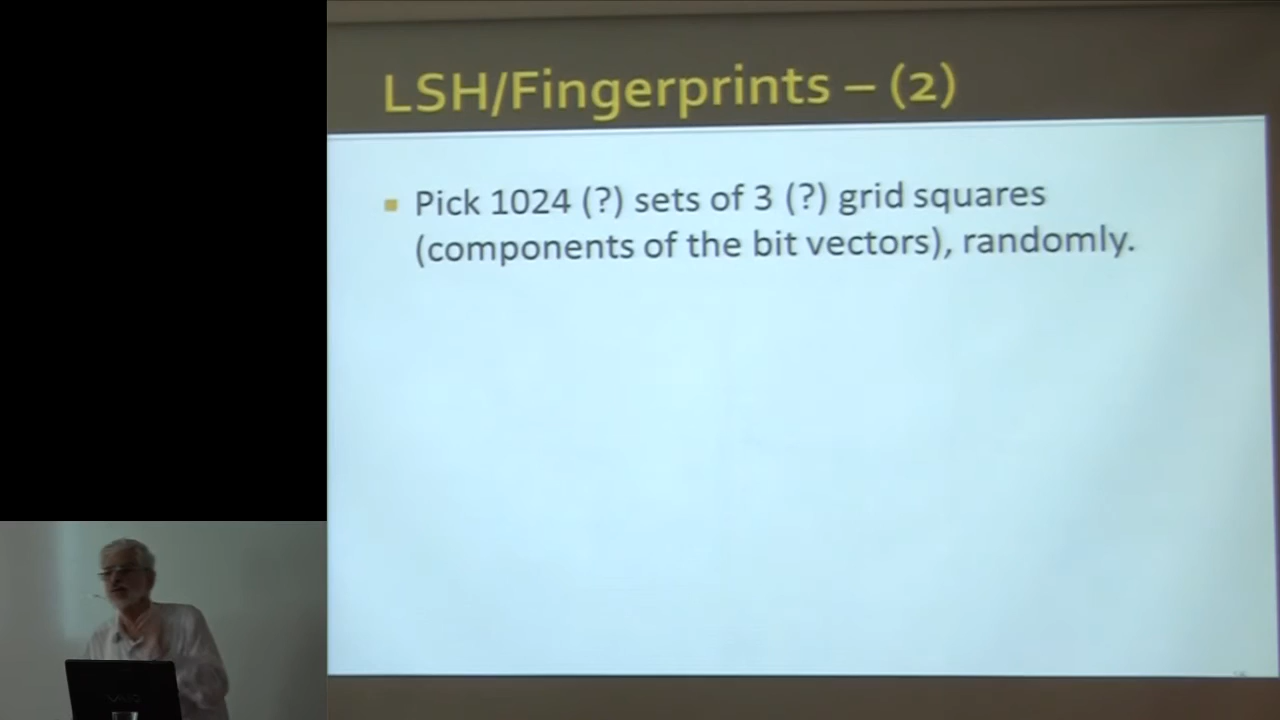 LSH/Fingerprints – (2)
Pick 1024 (?) sets of 3 (?) grid squares
(components of the bit vectors), randomly.